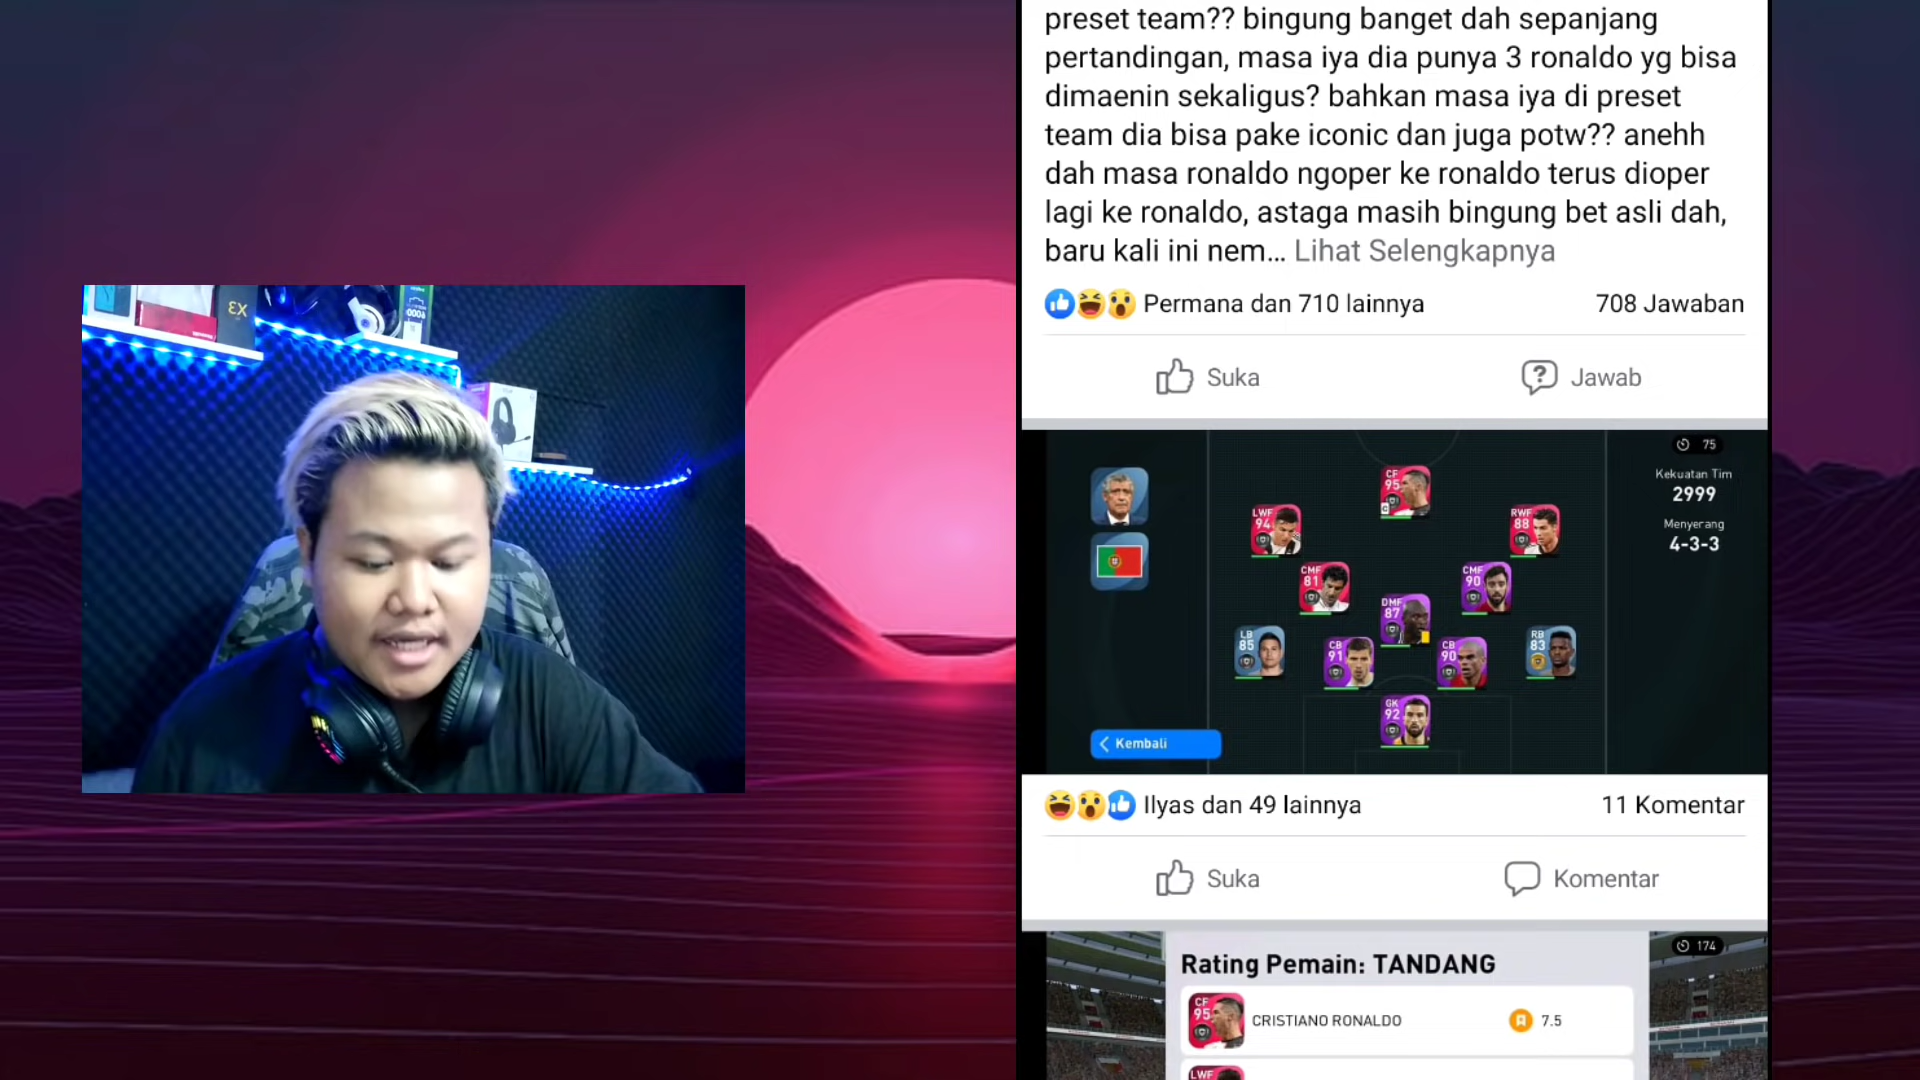 preset team?? bingung banget dah sepanjang
pertandingan, masa iya dia punya 3 ronaldo yg bisa
dimaenin sekaligus? bahkan masa iya di preset
team dia bisa pake iconic dan juga potw?? anehh
dah masa ronaldo ngoper ke ronaldo terus dioper
lagi ke ronaldo, astaga masih bingung bet asli dah,
baru kali ini nem... Lihat Selengkapnya
Permana dan 710 lainnya
708 Jawaban
Suka
Jawab
75
Kekuatan Tim
2999
Menyerang
4-3-3
CF
95
LWF
94
RWF
88
CMF
81
CMF
90
DMF
87
LB
85
CB
91
CB
90
RB
83
GK
92
Kembali
Ilyas dan 49 lainnya
11 Komentar
Suka
Komentar
174
Rating Pemain: TANDANG
CF
95
CRISTIANO RONALDO
7.5
LWF
X3